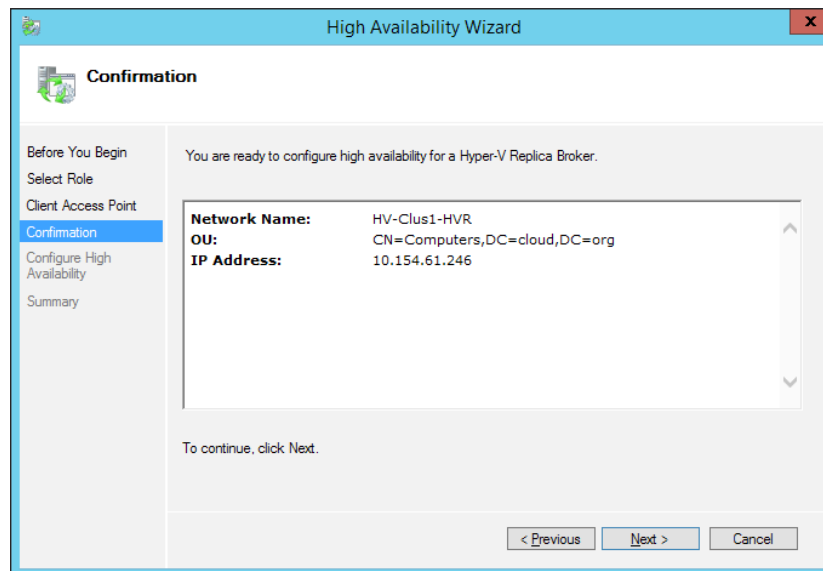 High Availability Wizard
x
Confirmation
Before You Begin
Select Role
Client Access Point
Confirmation
Configure High
Availability
Summary
You are ready to configure high availability for a Hyper-V Replica Broker.
Network Name: HV-Clus1-HVR
OU: CN=Computers,DC=cloud,DC=org
IP Address: 10.154.61.246
To continue, click Next.
< Previous Next > Cancel